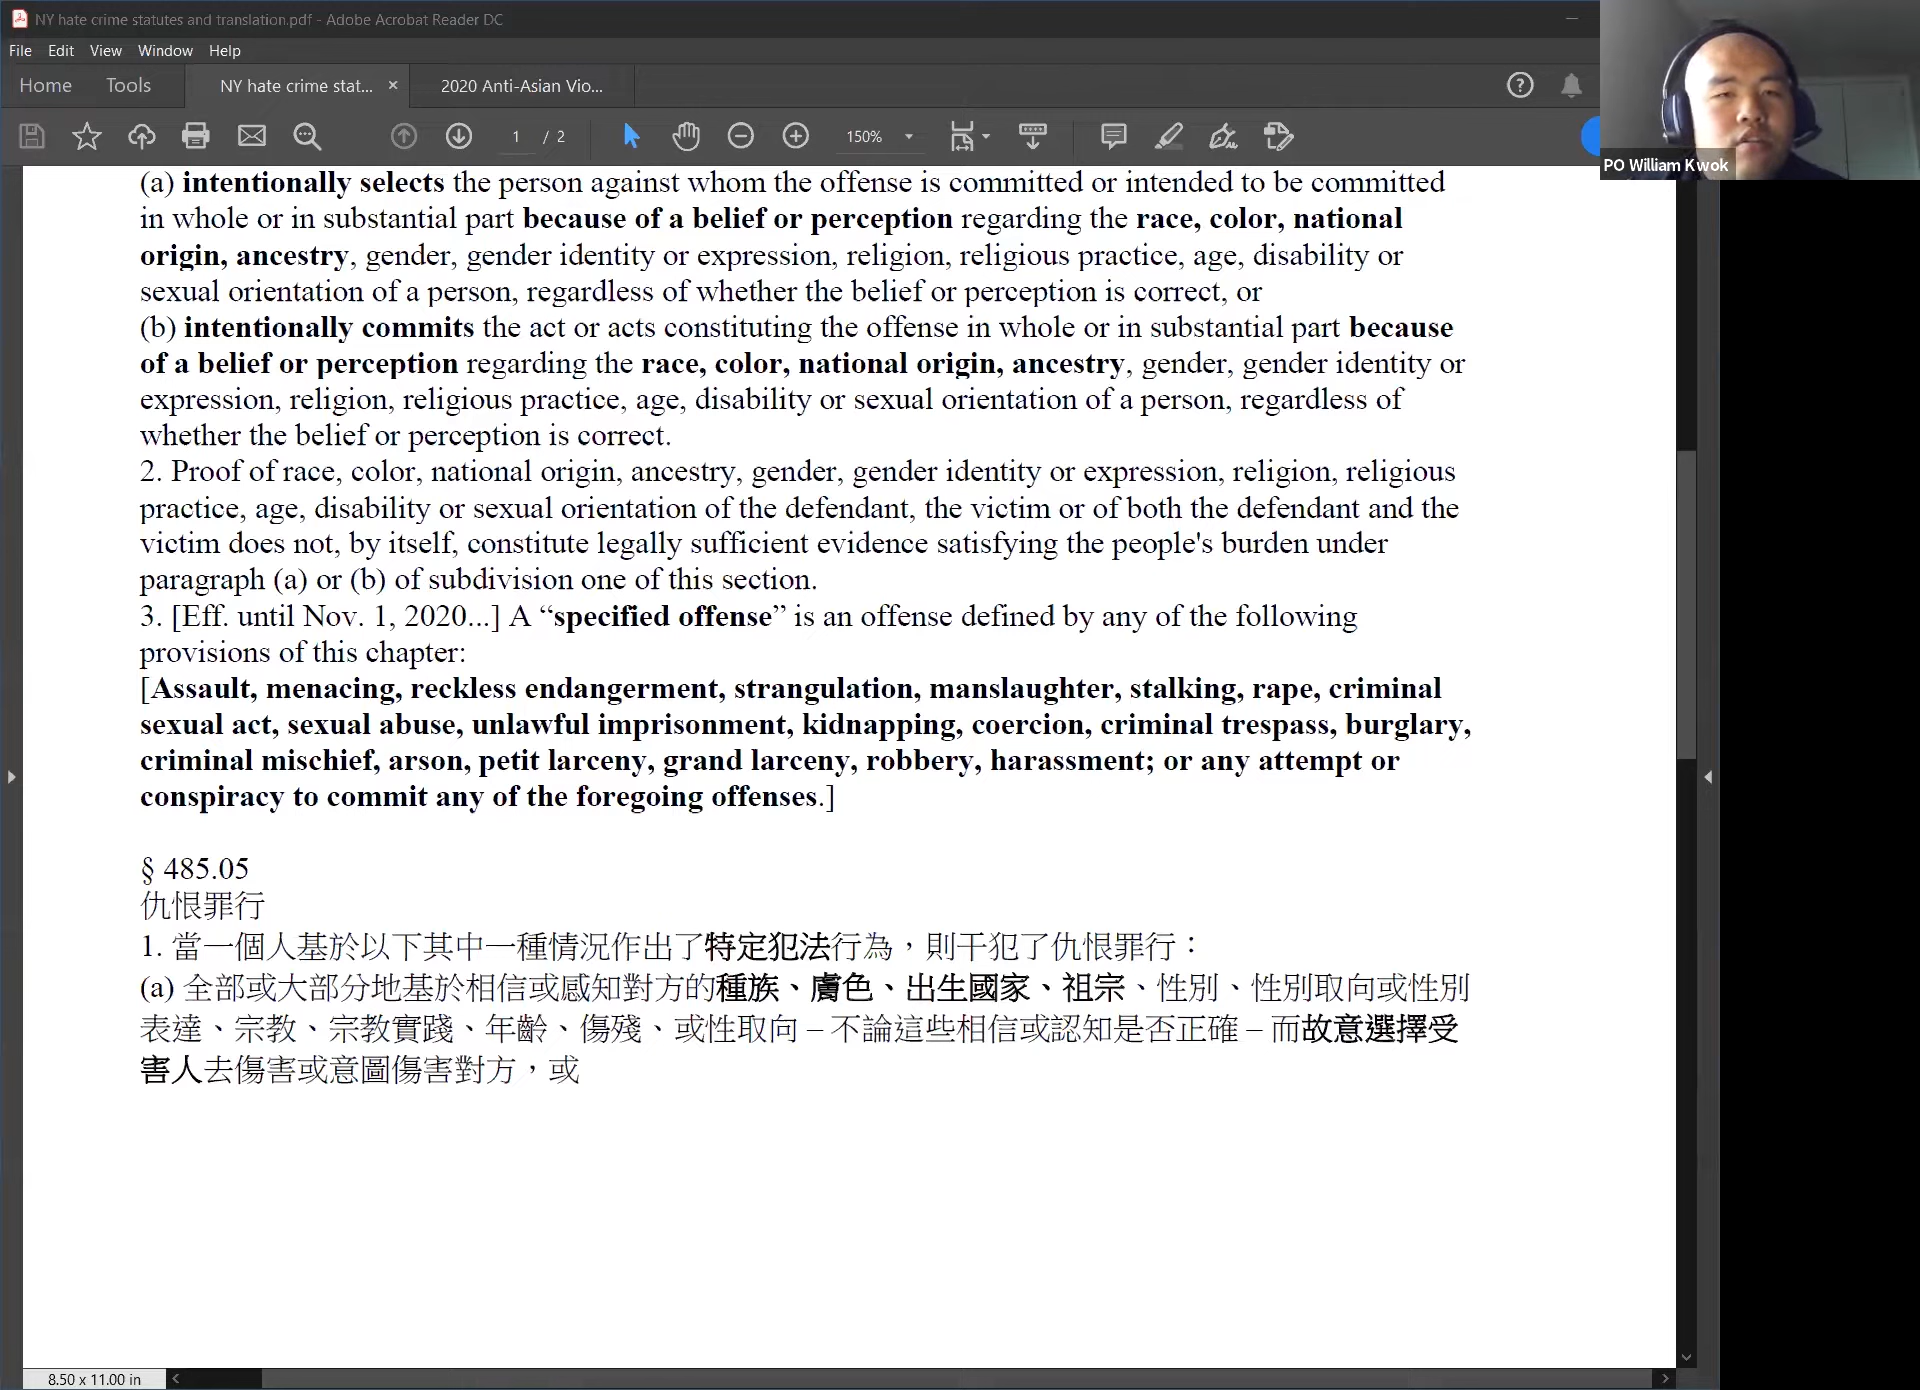 NY hate crime statutes and translation.pdf - Adobe Acrobat Reader DC
File Edit View Window Help
Home Tools NY hate crime stat... × 2020 Anti-Asian Vio...
1 / 2 150%
PO William Kwok
(a) intentionally selects the person against whom the offense is committed or intended to be committed
in whole or in substantial part because of a belief or perception regarding the race, color, national
origin, ancestry, gender, gender identity or expression, religion, religious practice, age, disability or
sexual orientation of a person, regardless of whether the belief or perception is correct, or
(b) intentionally commits the act or acts constituting the offense in whole or in substantial part because
of a belief or perception regarding the race, color, national origin, ancestry, gender, gender identity or
expression, religion, religious practice, age, disability or sexual orientation of a person, regardless of
whether the belief or perception is correct.
2. Proof of race, color, national origin, ancestry, gender, gender identity or expression, religion, religious
practice, age, disability or sexual orientation of the defendant, the victim or of both the defendant and the
victim does not, by itself, constitute legally sufficient evidence satisfying the people's burden under
paragraph (a) or (b) of subdivision one of this section.
3. [Eff. until Nov. 1, 2020...] A “specified offense” is an offense defined by any of the following
provisions of this chapter:
[Assault, menacing, reckless endangerment, strangulation, manslaughter, stalking, rape, criminal
sexual act, sexual abuse, unlawful imprisonment, kidnapping, coercion, criminal trespass, burglary,
criminal mischief, arson, petit larceny, grand larceny, robbery, harassment; or any attempt or
conspiracy to commit any of the foregoing offenses.]
§ 485.05
仇恨罪行
1. 當一個人基於以下其中一種情況作出了特定犯法行為，則干犯了仇恨罪行：
(a) 全部或大部分地基於相信或感知對方的種族、膚色、出生國家、祖宗、性別、性別取向或性別
表達、宗教、宗教實踐、年齡、傷殘、或性取向 – 不論這些相信或認知是否正確 – 而故意選擇受
害人去傷害或意圖傷害對方，或
8.50 x 11.00 in